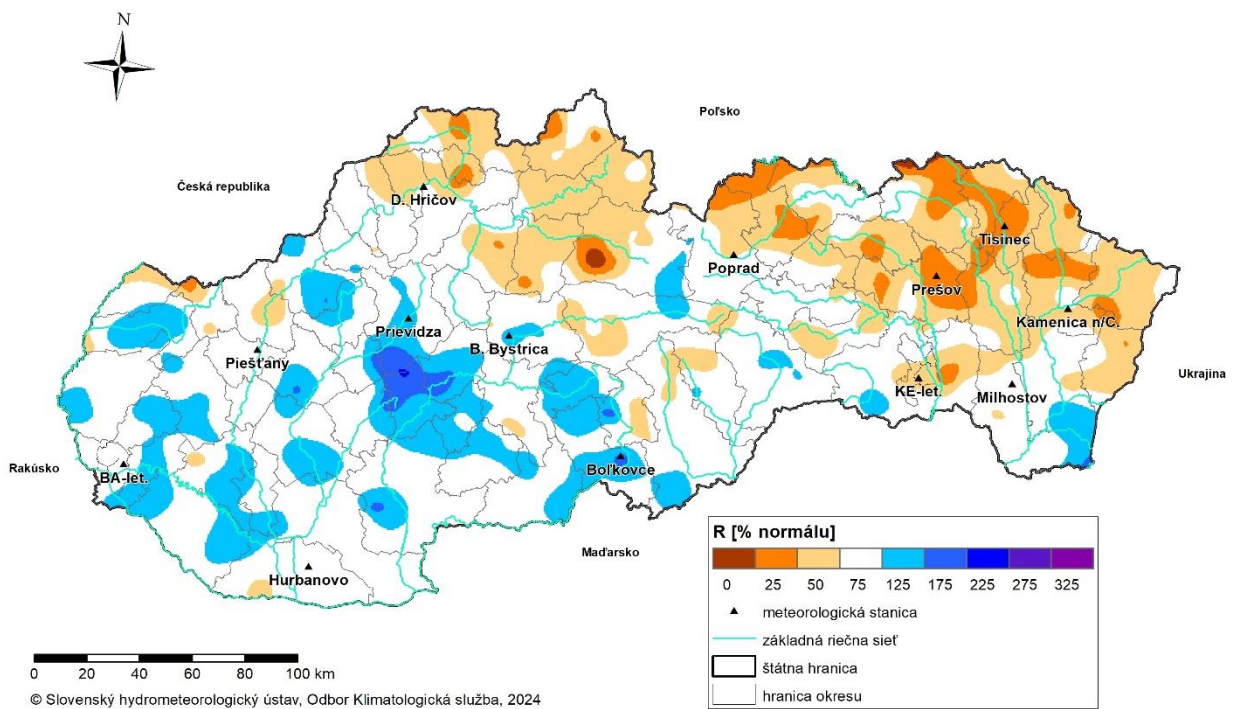 N
Poľsko
Česká republika
D. Hričov
Tisinec
Poprad
Prešov
Prievidza
Kamenica n/C.
B. Bystrica
Piešťany
Ukrajina
KE-let.
Milhostov
Rakúsko
BA-let.
Boľkovce
Maďarsko
Hurbanovo
R [% normálu]
0 25 50 75 125 175 225 275 325
meteorologická stanica
základná riečna sieť
štátna hranica
hranica okresu
0 20 40 60 80 100 km
© Slovenský hydrometeorologický ústav, Odbor Klimatologická služba, 2024